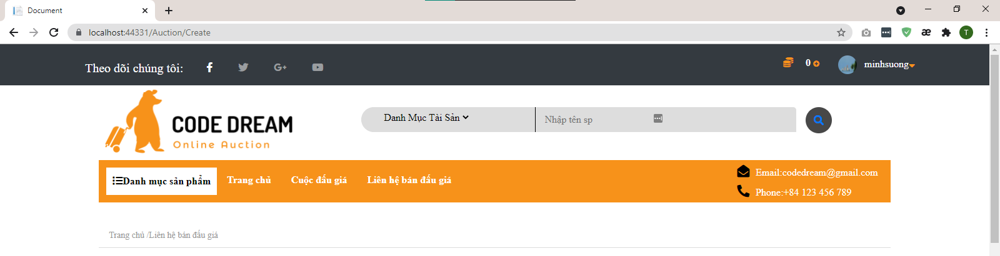 Document
localhost:44331/Auction/Create
T
Theo dõi chúng tôi:
0
minhsuong
CODE DREAM
Online Auction
Danh Mục Tài Sản
Nhập tên sp
Danh mục sản phẩm
Trang chủ
Cuộc đấu giá
Liên hệ bán đấu giá
Email:codedream@gmail.com
Phone:+84 123 456 789
Trang chủ /Liên hệ bán đấu giá